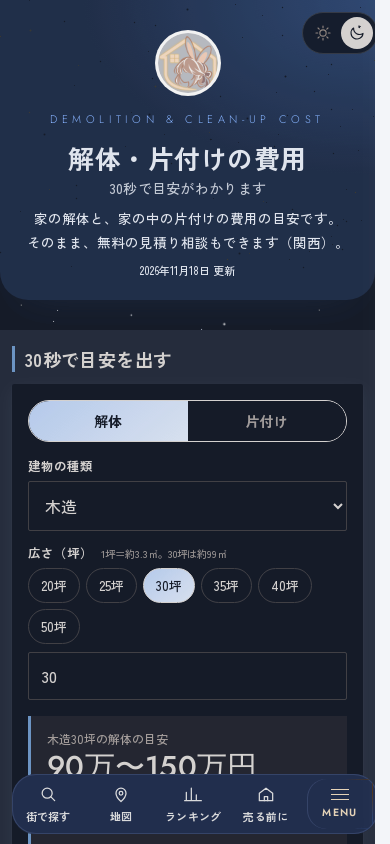 DEMOLITION & CLEAN-UP COST
解体・片付けの費用
30秒で目安がわかります
家の解体と、家の中の片付けの費用の目安です。
そのまま、無料の見積り相談もできます（関西）。
2026年11月18日 更新
30秒で目安を出す
解体 片付け
建物の種類
木造
広さ（坪） 1坪＝約3.3㎡。30坪は約99㎡
20坪 25坪 30坪 35坪 40坪
50坪
30
木造30坪の解体の目安
90万〜150万円
街で探す 地図 ランキング 売る前に MENU